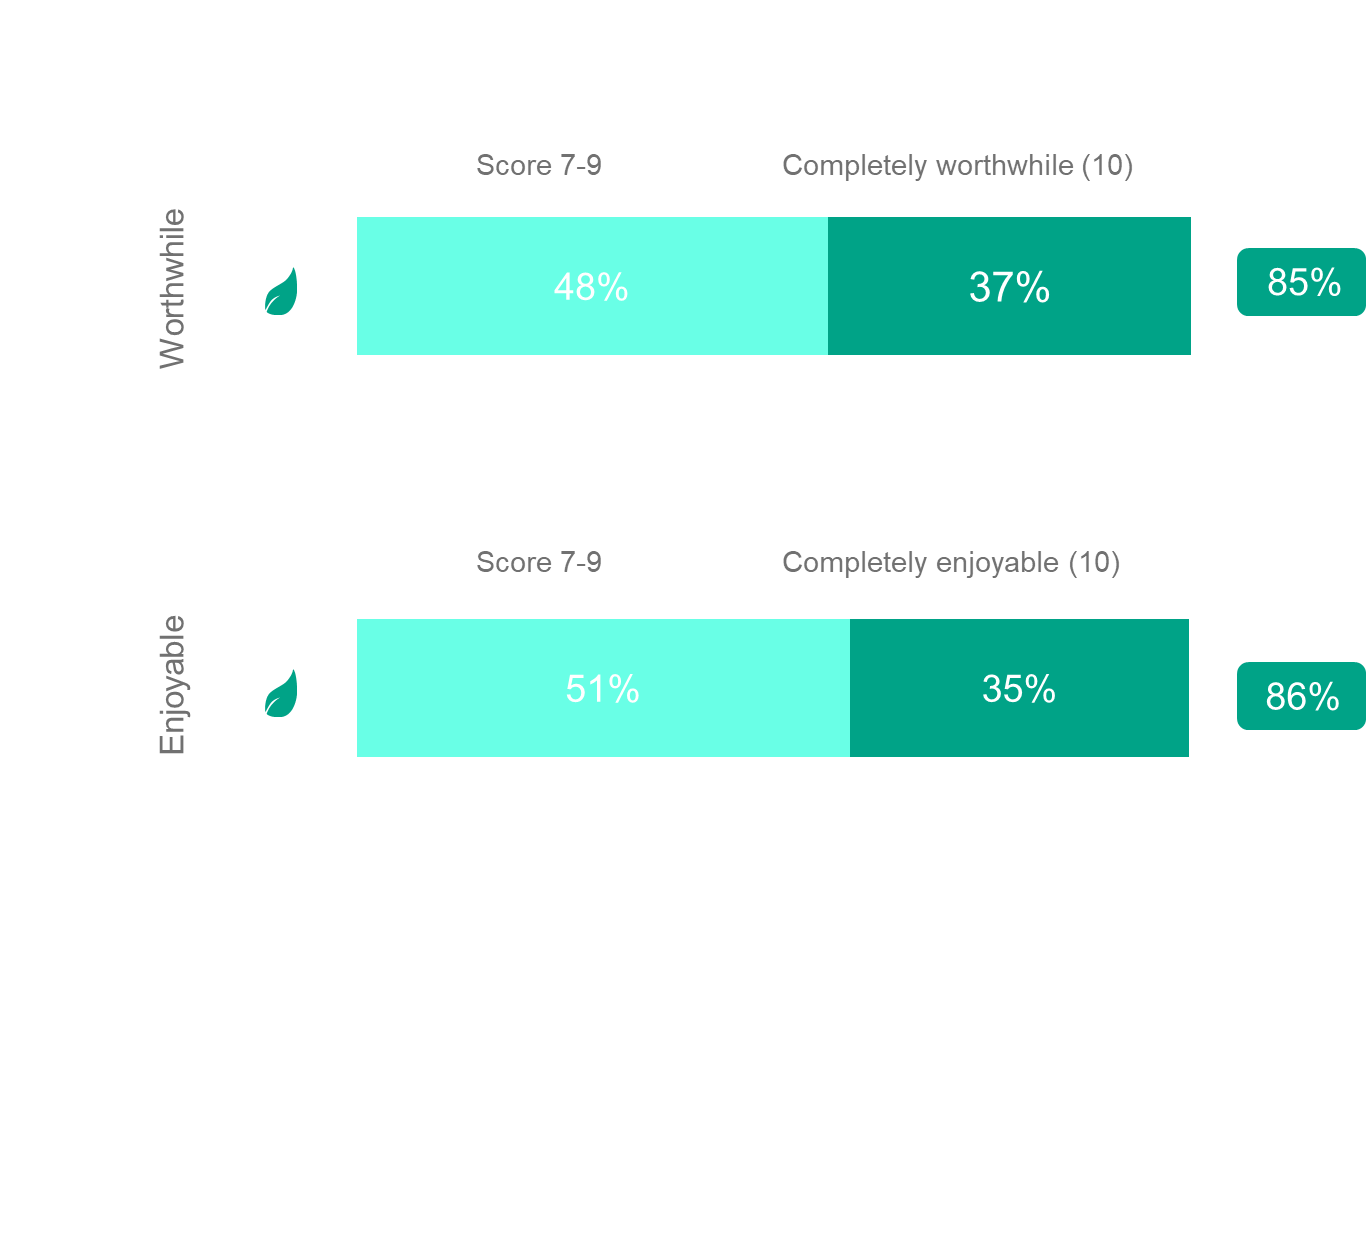 Score 7-9 Completely worthwhile (10)
Worthwhile
48% 37% 85%
Score 7-9 Completely enjoyable (10)
Enjoyable
51% 35% 86%